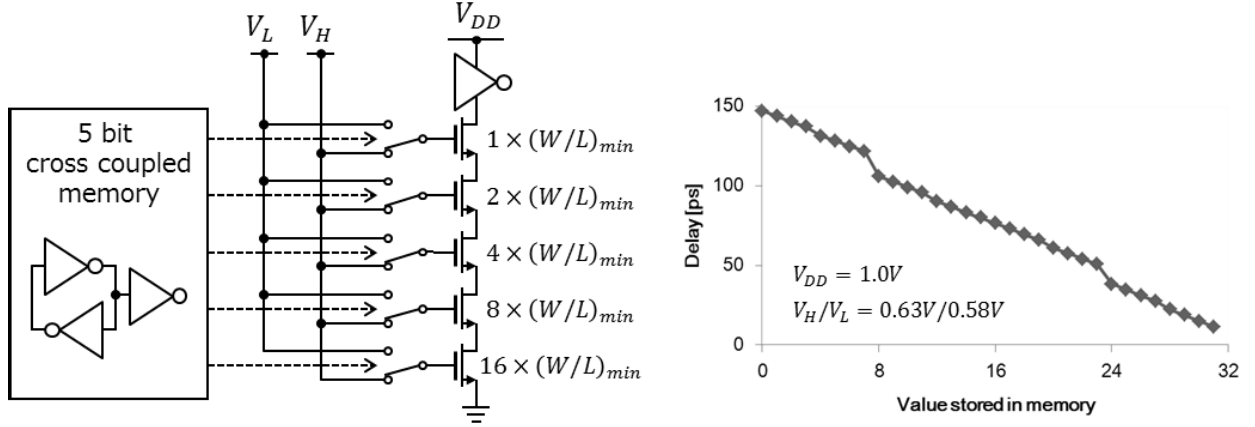 V_L V_H V_DD
5 bit
cross coupled
memory
1 × (W/L)_min
2 × (W/L)_min
4 × (W/L)_min
8 × (W/L)_min
16 × (W/L)_min
Delay [ps]
150
100
50
0
V_DD = 1.0V
V_H/V_L = 0.63V/0.58V
0 8 16 24 32
Value stored in memory